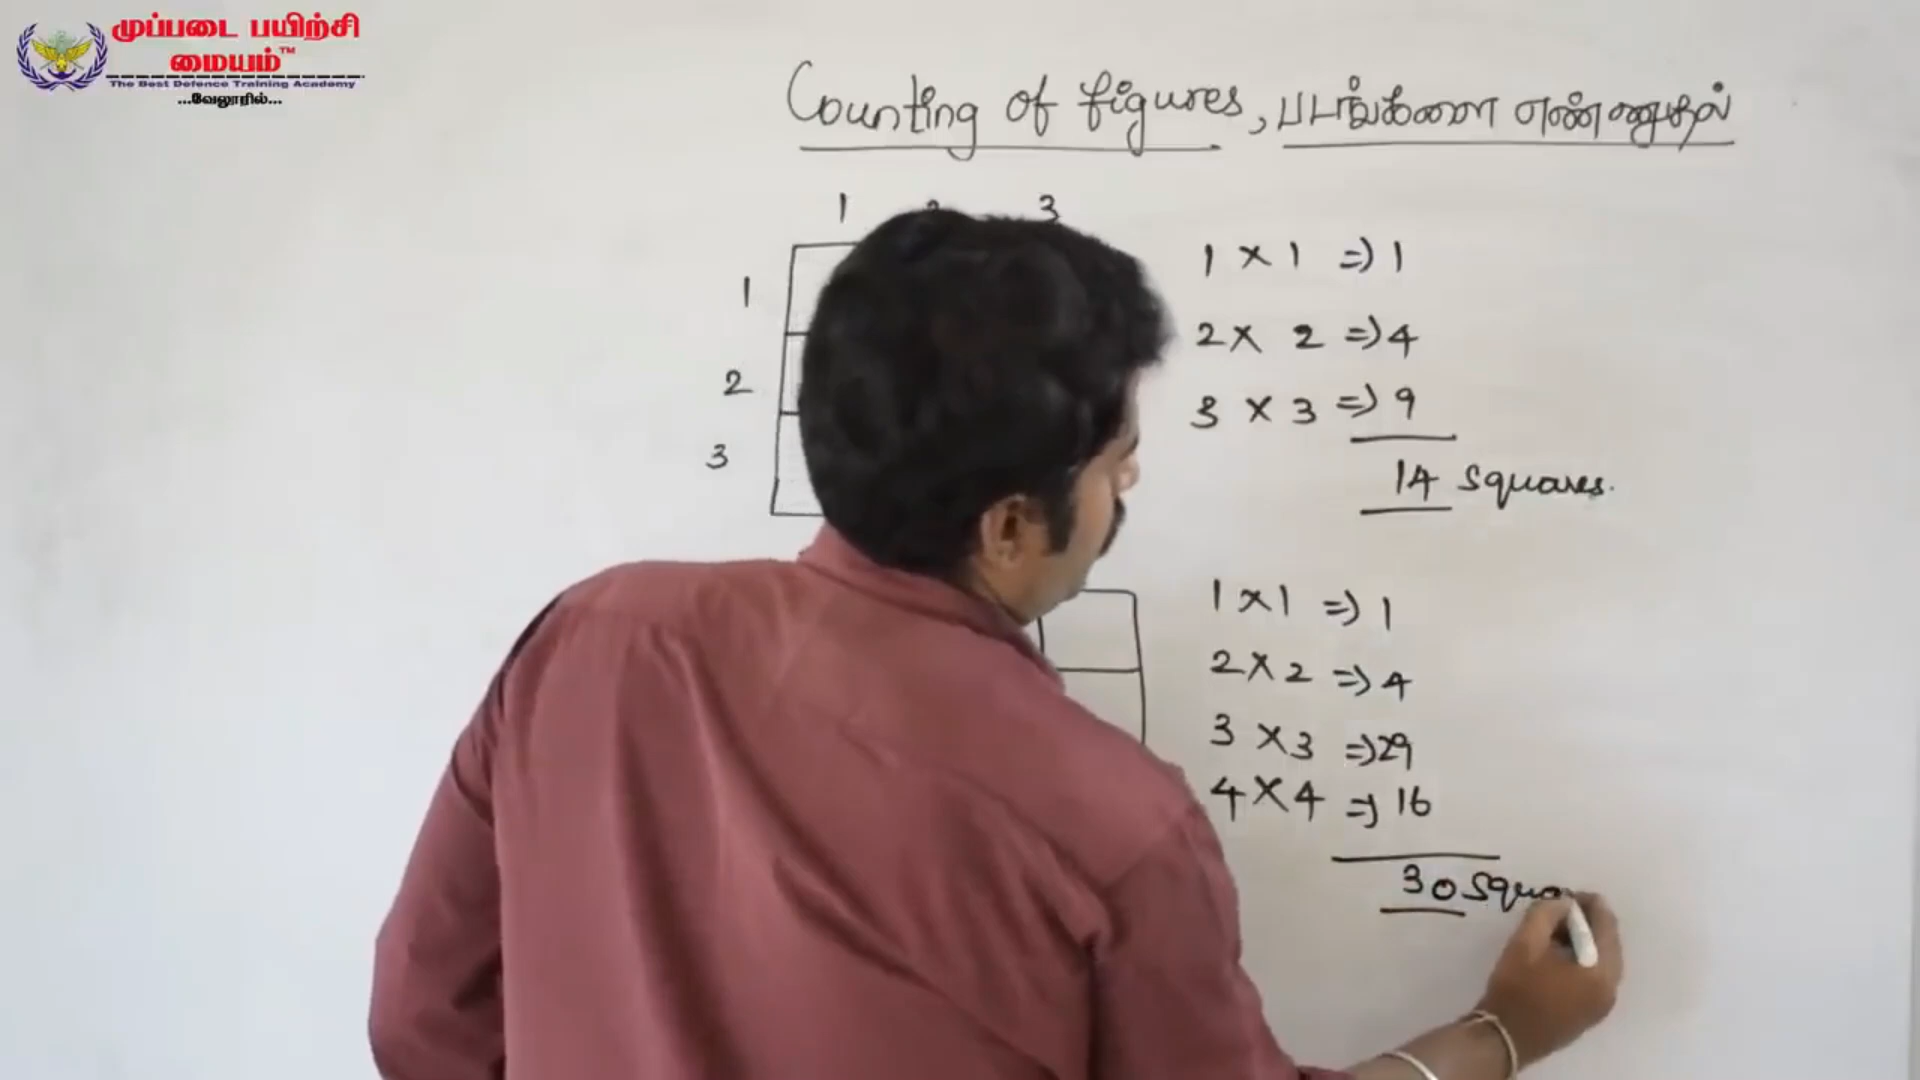 முப்படை பயிற்சி
மையம்™
The Best Defence Training Academy
...வேலூரில்...
Counting of figures, படங்களை எண்ணுதல்
1 3
1
2
3
1 × 1 => 1
2 × 2 => 4
3 × 3 => 9
14 squares.
1 × 1 => 1
2 × 2 => 4
3 × 3 => 29
4 × 4 => 16
30 Squa